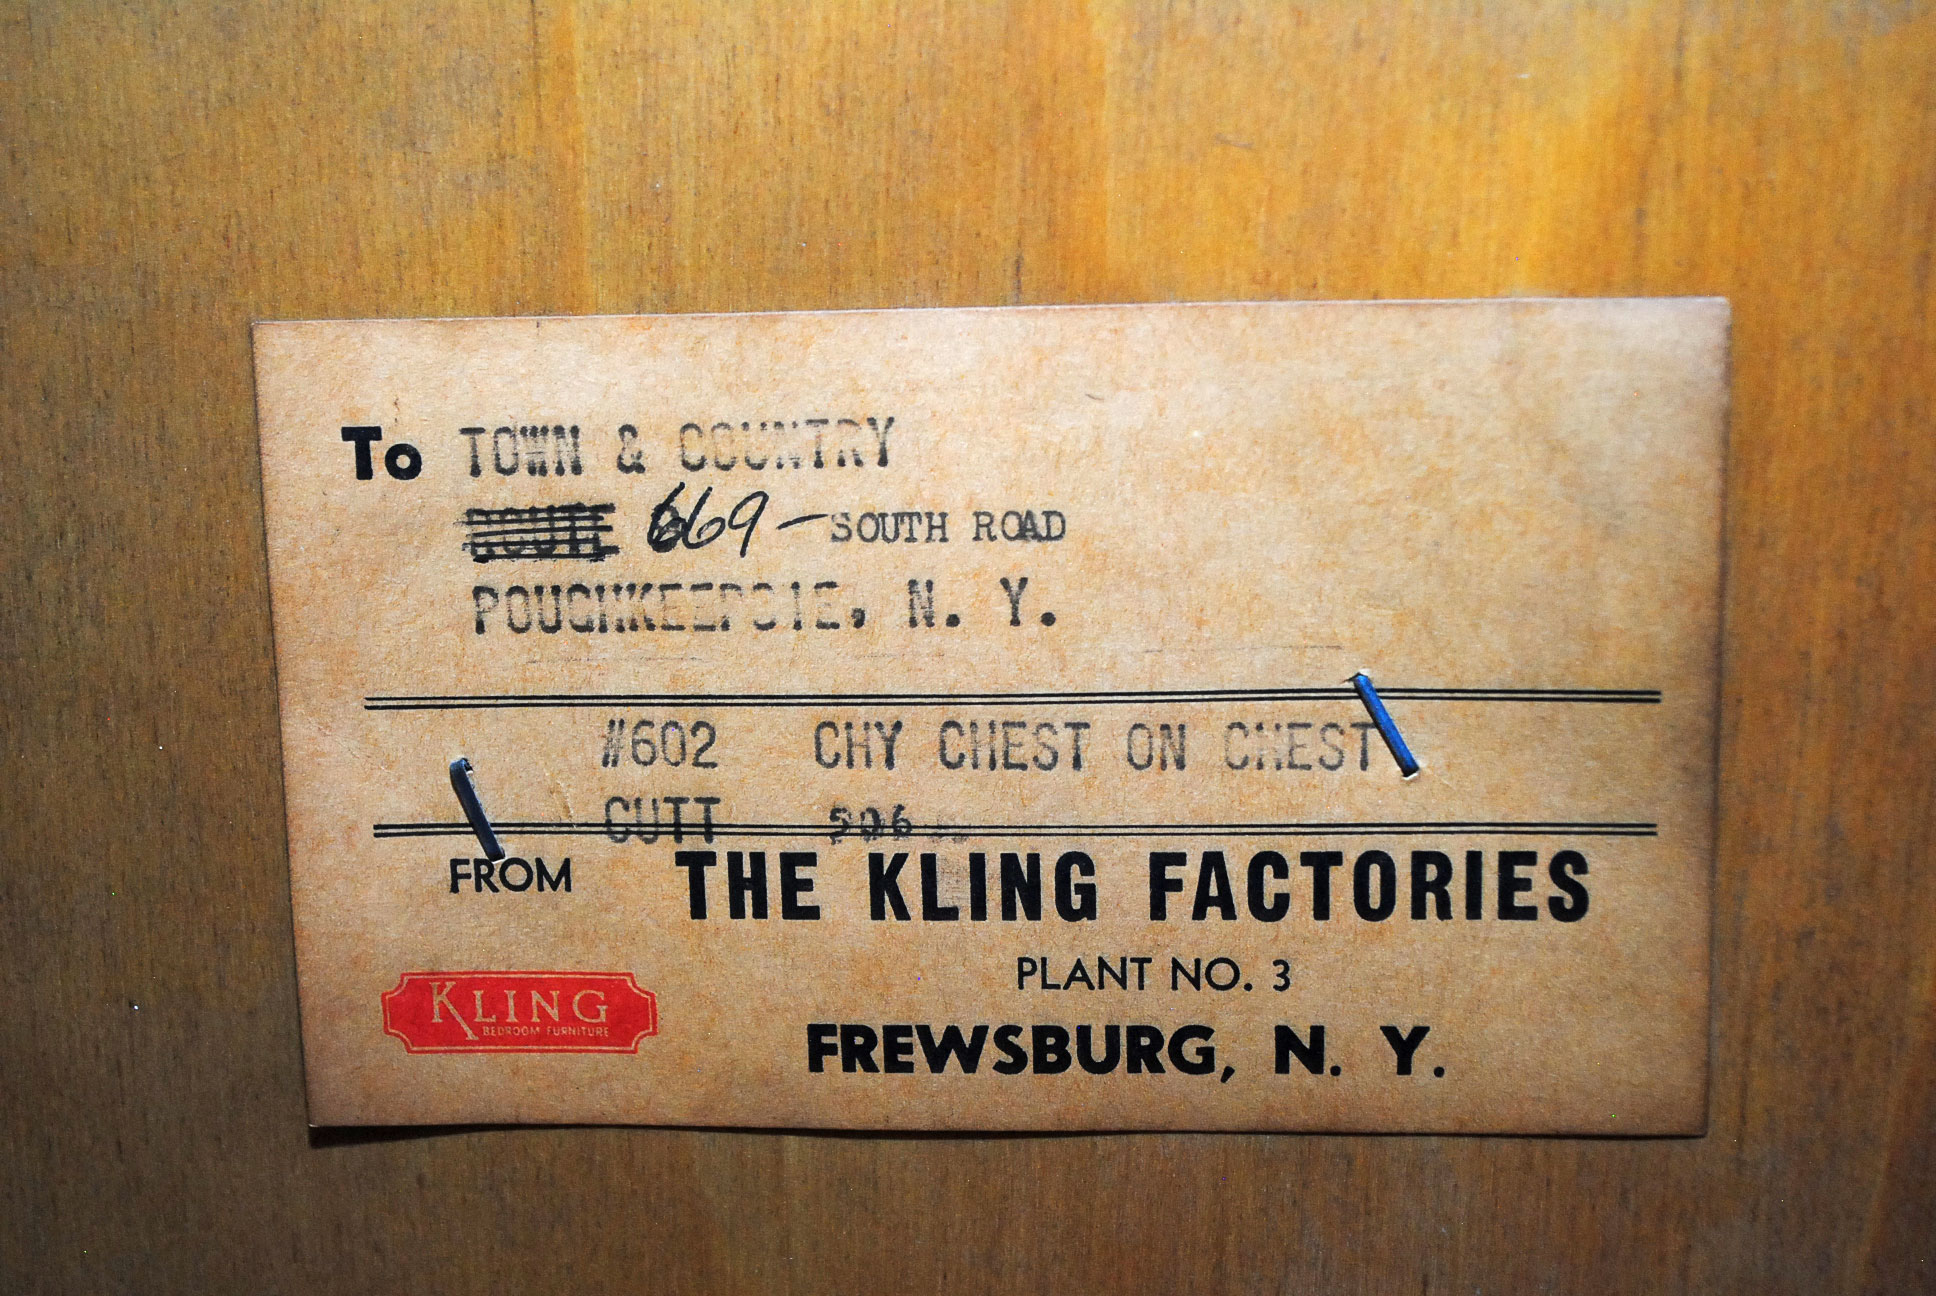 To TOWN & COUNTRY
669 - SOUTH ROAD
POUGHKEEPSIE, N. Y.
#602 CHY CHEST ON CHEST
CUTT 506
FROM THE KLING FACTORIES
PLANT NO. 3
FREWSBURG, N. Y.
KLING
BEDROOM FURNITURE